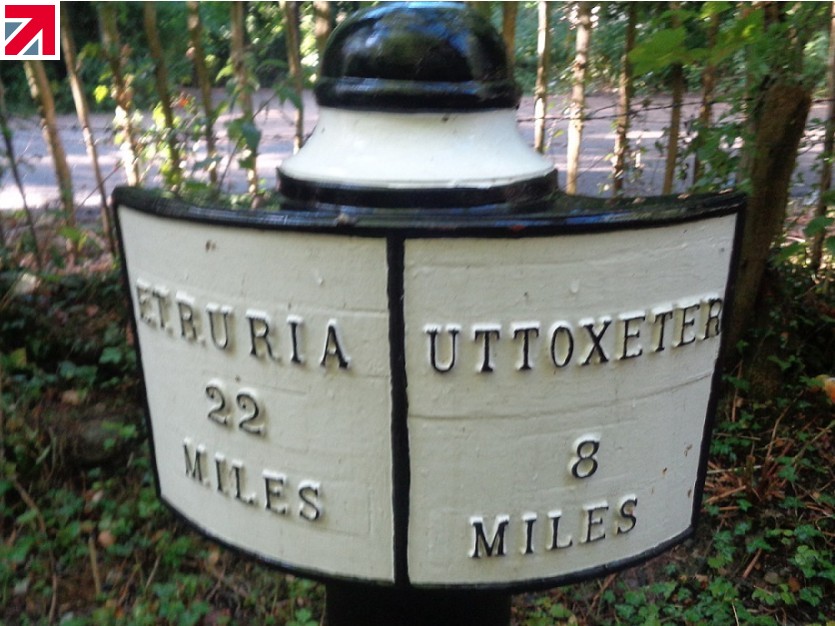 ETRURIA
22
MILES
UTTOXETER
8
MILES